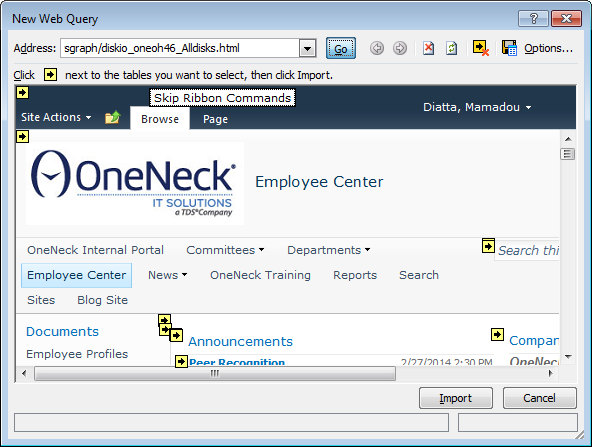 New Web Query
Address: sgraph/diskio_oneoh46_Alldisks.html Go Options...
Click next to the tables you want to select, then click Import.
Skip Ribbon Commands
Diatta, Mamadou
Site Actions Browse Page
OneNeck®
IT SOLUTIONS
a TDS® Company
Employee Center
OneNeck Internal Portal Committees Departments Search thi
Employee Center News OneNeck Training Reports Search
Sites Blog Site
Documents Announcements Compan
Employee Profiles Peer Recognition 2/27/2014 2:30 PM OneNec
Import Cancel